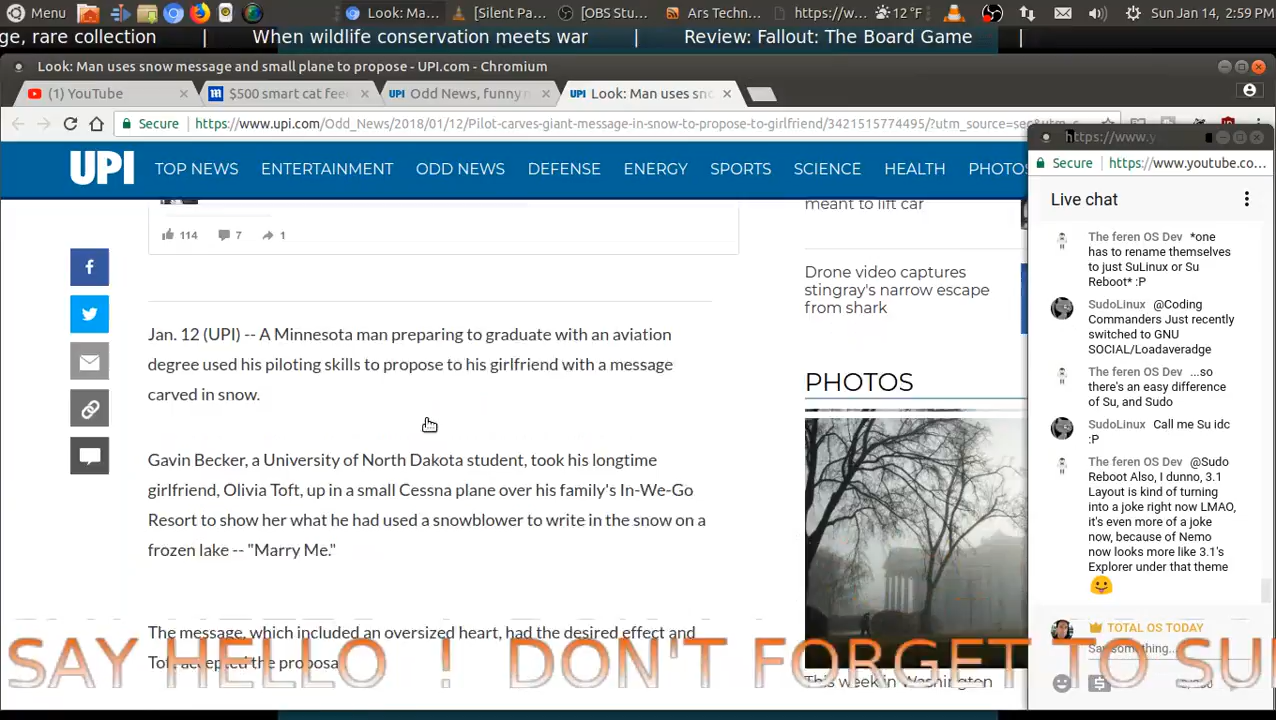 Menu
Look: Ma...
[Silent Pa...
[OBS Stu...
Ars Techn...
https://w...
12 °F
Sun Jan 14, 2:59 PM
ge, rare collection | When wildlife conservation meets war | Review: Fallout: The Board Game |
Look: Man uses snow message and small plane to propose - UPI.com - Chromium
(1) YouTube
$500 smart cat fee
Odd News, funny n
Look: Man uses sno
Secure https://www.upi.com/Odd_News/2018/01/12/Pilot-carves-giant-message-in-snow-to-propose-to-girlfriend/3421515774495/?utm_source=sec&utm_
UPI
TOP NEWS ENTERTAINMENT ODD NEWS DEFENSE ENERGY SPORTS SCIENCE HEALTH PHOTOS
114 7 1
Jan. 12 (UPI) -- A Minnesota man preparing to graduate with an aviation
degree used his piloting skills to propose to his girlfriend with a message
carved in snow.
Gavin Becker, a University of North Dakota student, took his longtime
girlfriend, Olivia Toft, up in a small Cessna plane over his family's In-We-Go
Resort to show her what he had used a snowblower to write in the snow on a
frozen lake -- "Marry Me."
The message, which included an oversized heart, had the desired effect and
Toft accepted the proposal.
meant to lift car
Drone video captures
stingray's narrow escape
from shark
PHOTOS
This week in Washington
https://www.y
Secure https://www.youtube.co...
Live chat
The feren OS Dev *one
has to rename themselves
to just SuLinux or Su
Reboot* :P
SudoLinux @Coding
Commanders Just recently
switched to GNU
SOCIAL/Loadaveradge
The feren OS Dev ...so
there's an easy difference
of Su, and Sudo
SudoLinux Call me Su idc
:P
The feren OS Dev @Sudo
Reboot Also, I dunno, 3.1
Layout is kind of turning
into a joke right now LMAO,
it's even more of a joke
now, because of Nemo
now looks more like 3.1's
Explorer under that theme
TOTAL OS TODAY
Say something...
SAY HELLO ! DON'T FORGET TO SU